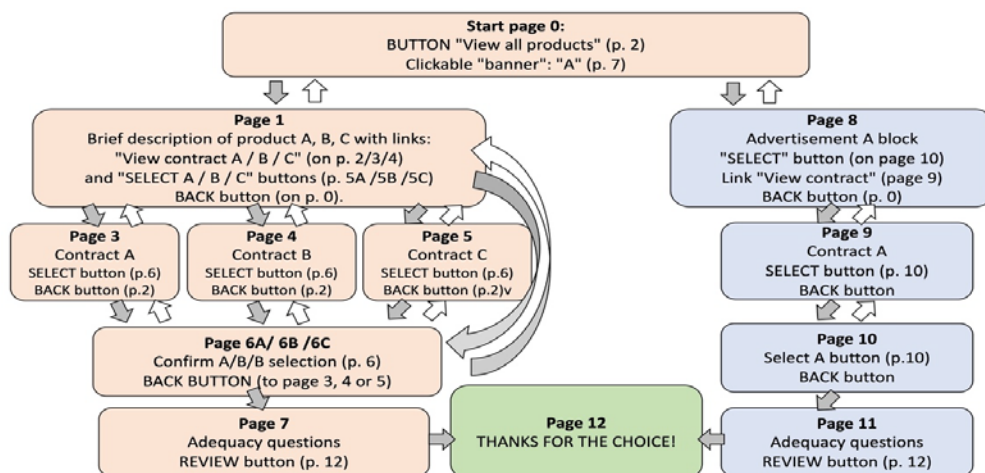 Start page 0:
BUTTON "View all products" (p. 2)
Clickable "banner": "A" (p. 7)
Page 1
Brief description of product A, B, C with links:
"View contract A / B / C" (on p. 2/3/4)
and "SELECT A / B / C" buttons (p. 5A /5B /5C)
BACK button (on p. 0).
Page 8
Advertisement A block
"SELECT" button (on page 10)
Link "View contract" (page 9)
BACK button (p. 0)
Page 3
Contract A
SELECT button (p.6)
BACK button (p.2)
Page 4
Contract B
SELECT button (p.6)
BACK button (p.2)
Page 5
Contract C
SELECT button (p.6)
BACK button (p.2)v
Page 9
Contract A
SELECT button (p. 10)
BACK button
Page 6A/ 6B /6C
Confirm A/B/B selection (p. 6)
BACK BUTTON (to page 3, 4 or 5)
Page 10
Select A button (p.10)
BACK button
Page 7
Adequacy questions
REVIEW button (p. 12)
Page 12
THANKS FOR THE CHOICE!
Page 11
Adequacy questions
REVIEW button (p. 12)